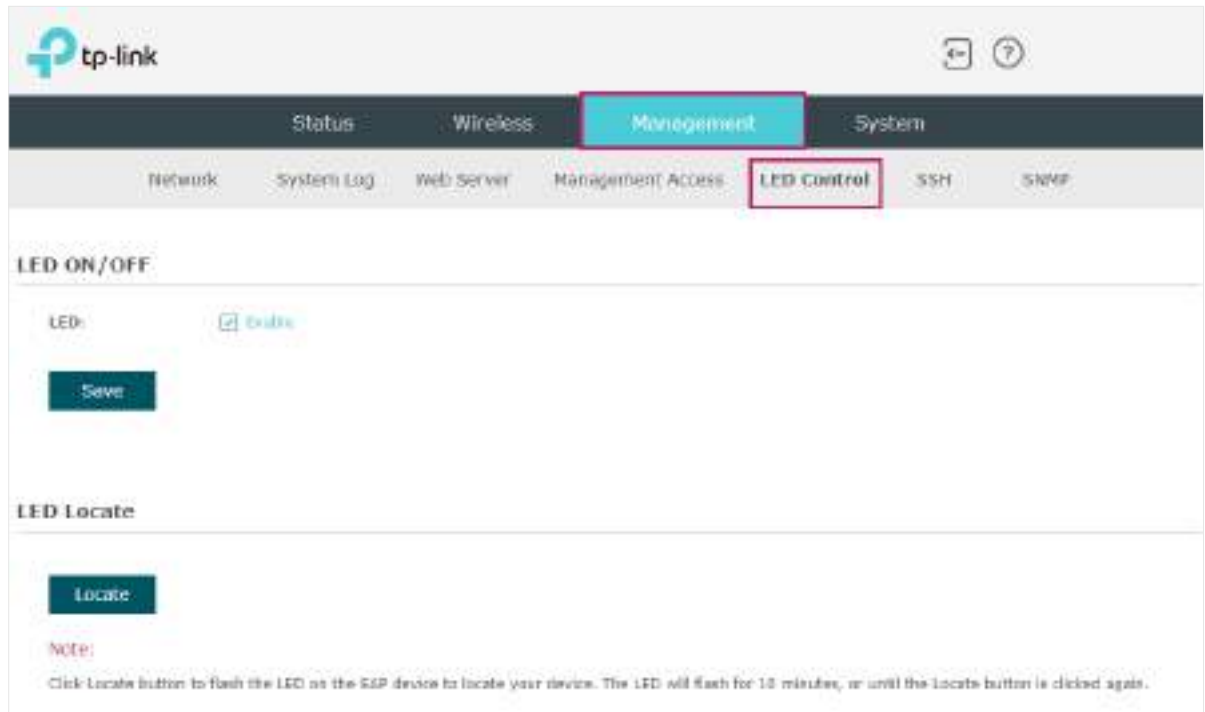 tp-link
Status Wireless Management System
Network System Log Web Server Management Access LED Control SSH SNMP
LED ON/OFF
LED: Enable
Save
LED Locate
Locate
Note:
Click Locate button to flash the LED on the EAP device to locate your device. The LED will flash for 10 minutes, or until the Locate button is clicked again.